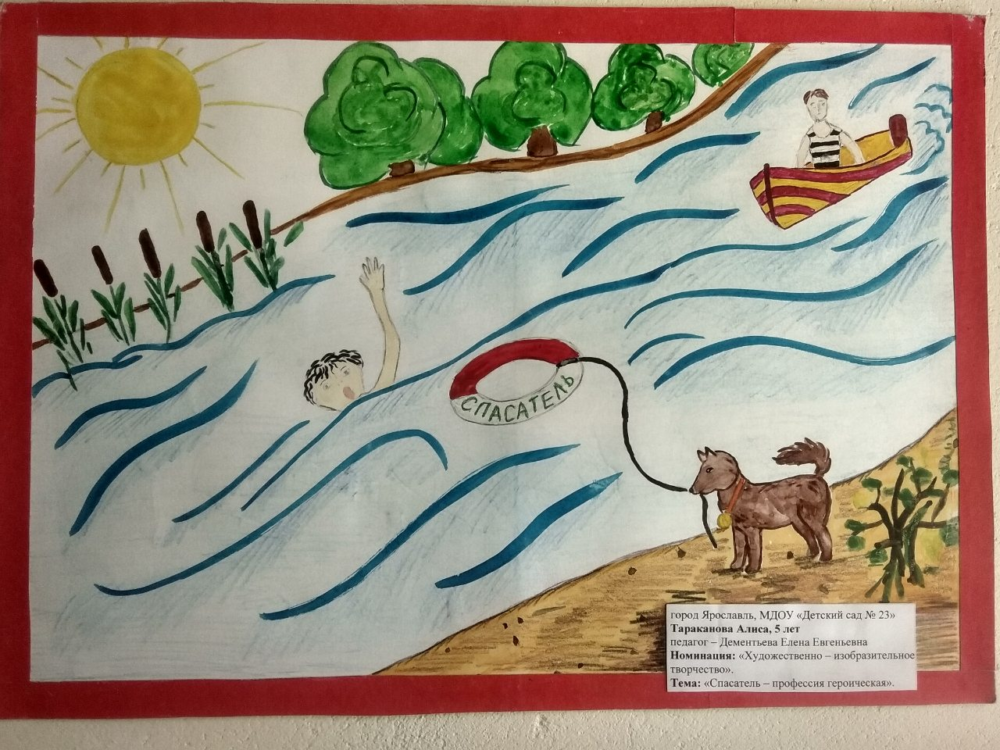 СПАСАТЕЛЬ
город Ярославль, МДОУ «Детский сад № 23»
Тараканова Алиса, 5 лет
педагог – Дементьева Елена Евгеньевна
Номинация: «Художественно – изобразительное
творчество».
Тема: «Спасатель – профессия героическая».